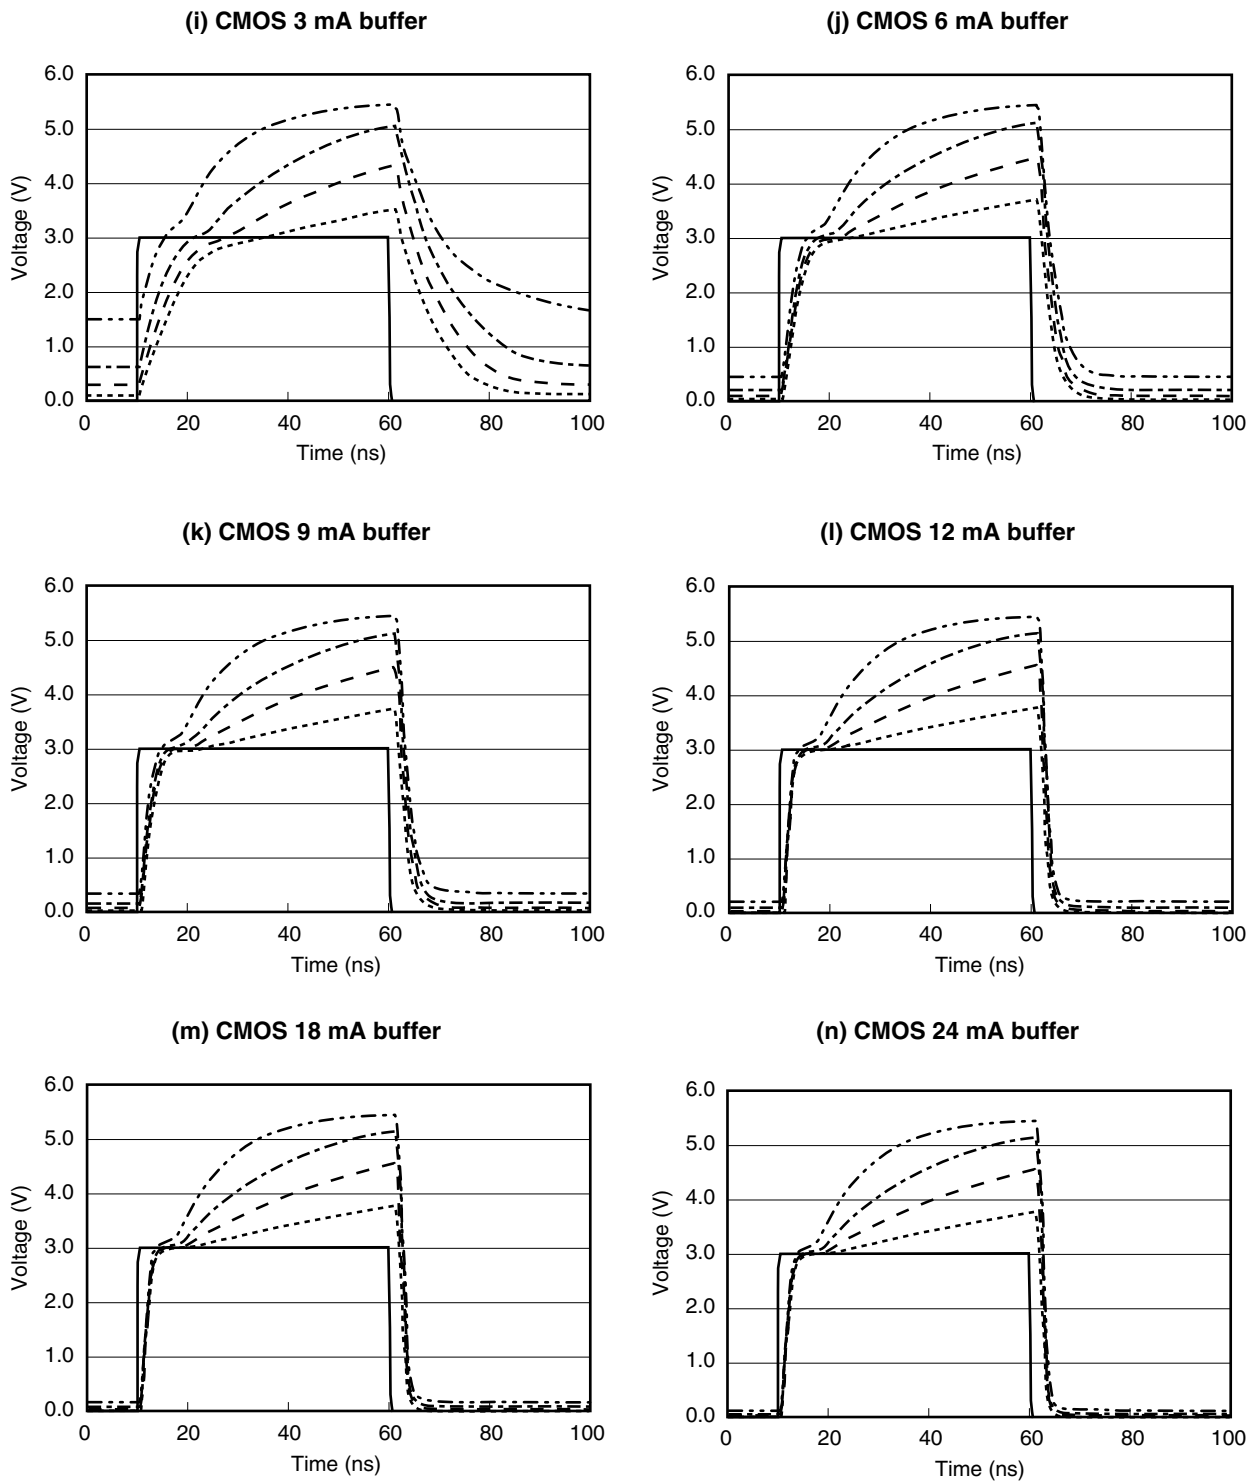 (i) CMOS 3 mA buffer
6.0
5.0
4.0
3.0
2.0
1.0
0.0
Voltage (V)
0 20 40 60 80 100
Time (ns)
(j) CMOS 6 mA buffer
6.0
5.0
4.0
3.0
2.0
1.0
0.0
Voltage (V)
0 20 40 60 80 100
Time (ns)
(k) CMOS 9 mA buffer
6.0
5.0
4.0
3.0
2.0
1.0
0.0
Voltage (V)
0 20 40 60 80 100
Time (ns)
(l) CMOS 12 mA buffer
6.0
5.0
4.0
3.0
2.0
1.0
0.0
Voltage (V)
0 20 40 60 80 100
Time (ns)
(m) CMOS 18 mA buffer
6.0
5.0
4.0
3.0
2.0
1.0
0.0
Voltage (V)
0 20 40 60 80 100
Time (ns)
(n) CMOS 24 mA buffer
6.0
5.0
4.0
3.0
2.0
1.0
0.0
Voltage (V)
0 20 40 60 80 100
Time (ns)